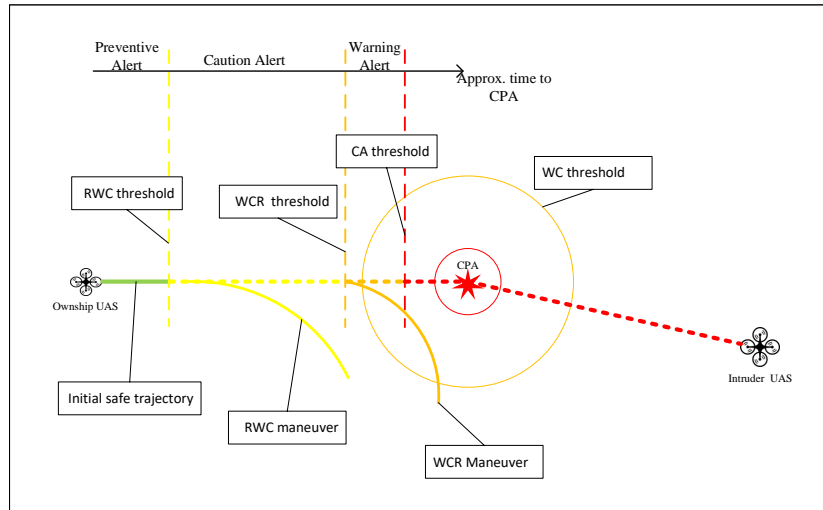 Preventive
Alert
Caution Alert
Warning
Alert
Approx. time to
CPA
CA threshold
WC threshold
RWC threshold
WCR  threshold
CPA
Ownship UAS
Intruder  UAS
Initial safe trajectory
RWC maneuver
WCR Maneuver